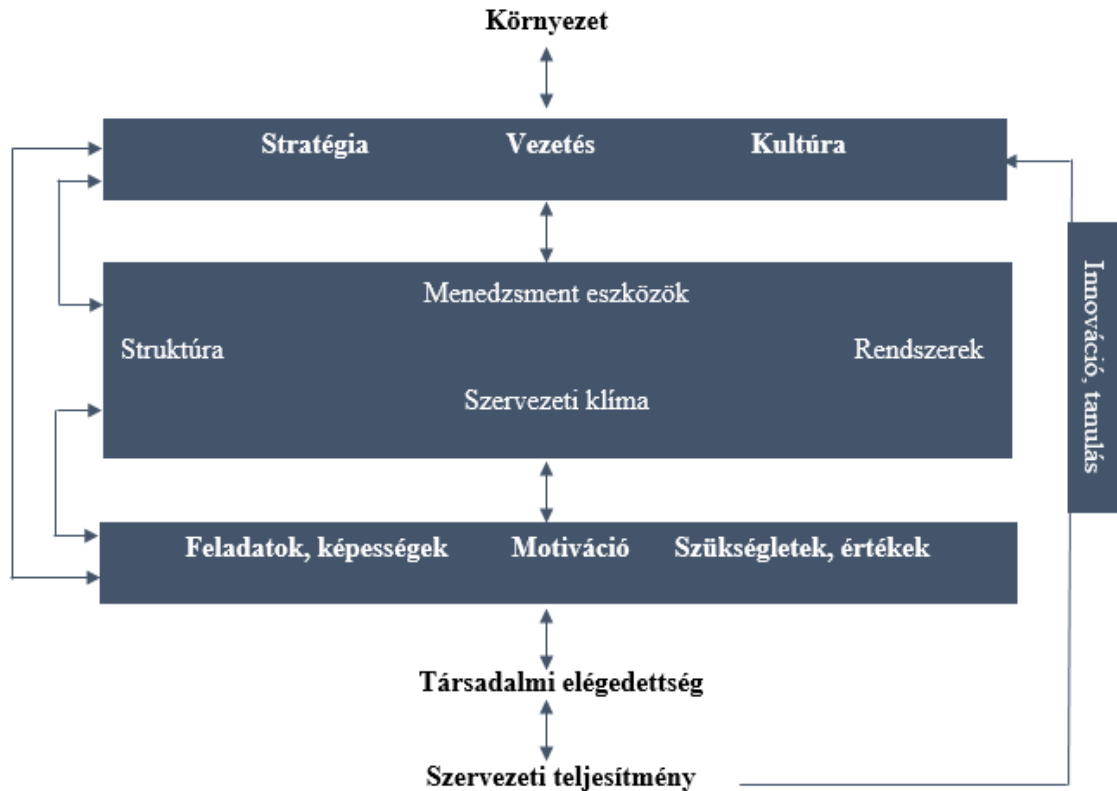 Környezet
Stratégia Vezetés Kultúra
Menedzsment eszközök
Struktúra Rendszerek
Szervezeti klíma
Innováció, tanulás
Feladatok, képességek Motiváció Szükségletek, értékek
Társadalmi elégedettség
Szervezeti teljesítmény